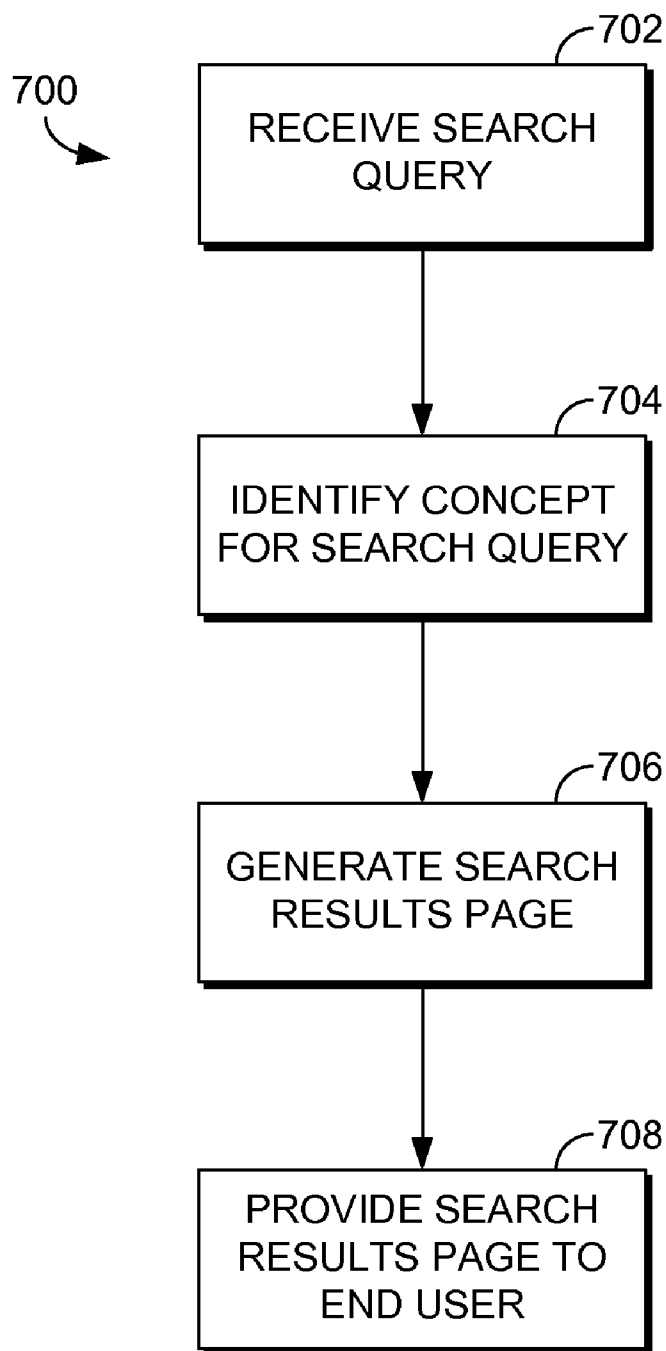 702
700
RECEIVE SEARCH
QUERY
704
IDENTIFY CONCEPT
FOR SEARCH QUERY
706
GENERATE SEARCH
RESULTS PAGE
708
PROVIDE SEARCH
RESULTS PAGE TO
END USER